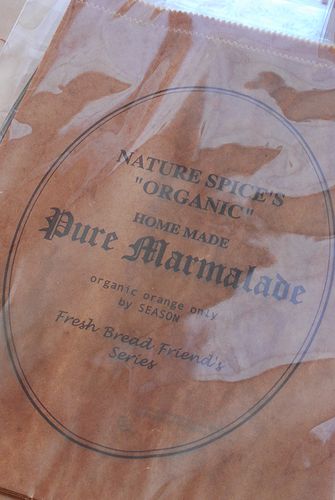 NATURE SPICE'S
"ORGANIC"
HOME MADE
Pure Marmalade
organic orange only
by SEASON
Fresh Bread Friend's
Series